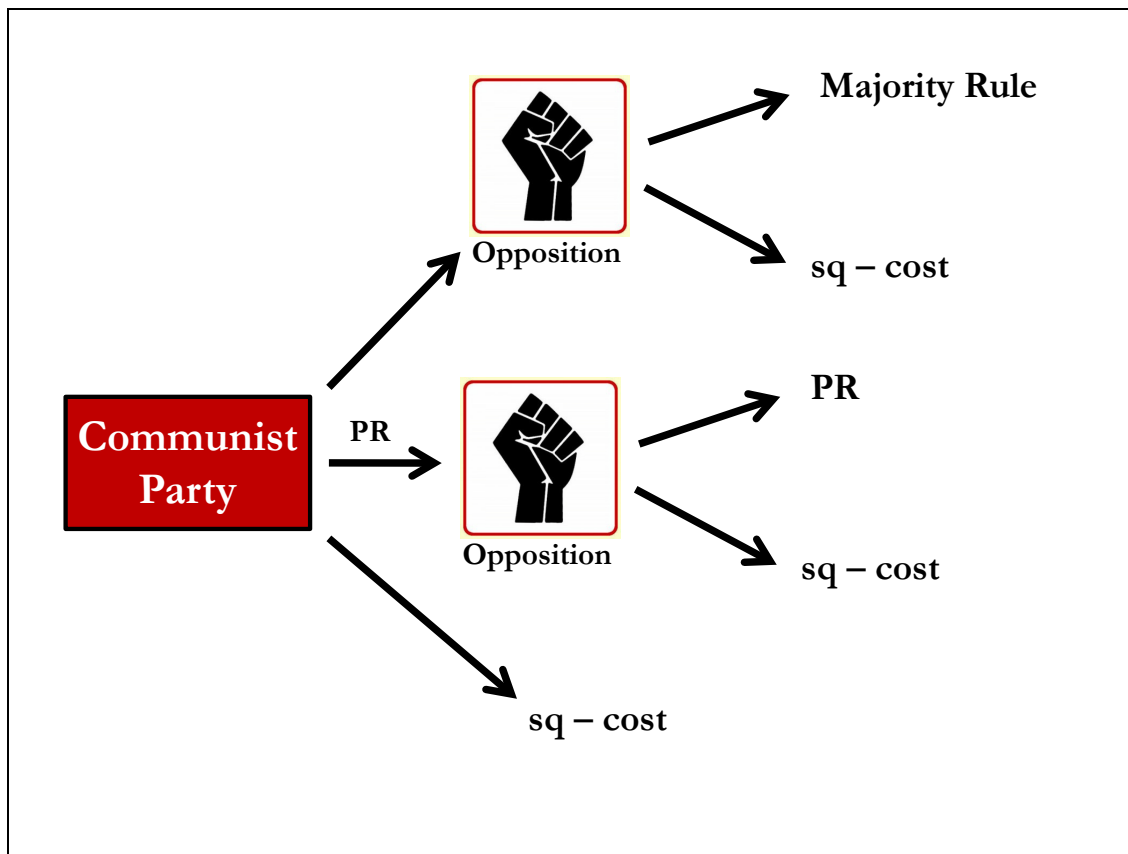 Majority Rule
Opposition
sq – cost
PR
Communist
Party
PR
Opposition
sq – cost
sq – cost